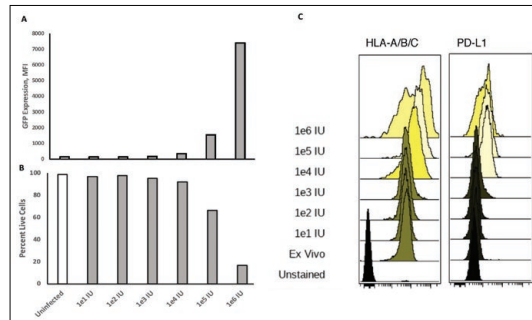 A
GFP Expression, MFI
8000
7000
6000
5000
4000
3000
2000
1000
0
B
Percent Live Cells
100
80
60
40
20
0
Uninfected
1e1 IU
1e2 IU
1e3 IU
1e4 IU
1e5 IU
1e6 IU
C
HLA-A/B/C PD-L1
1e6 IU
1e5 IU
1e4 IU
1e3 IU
1e2 IU
1e1 IU
Ex Vivo
Unstained